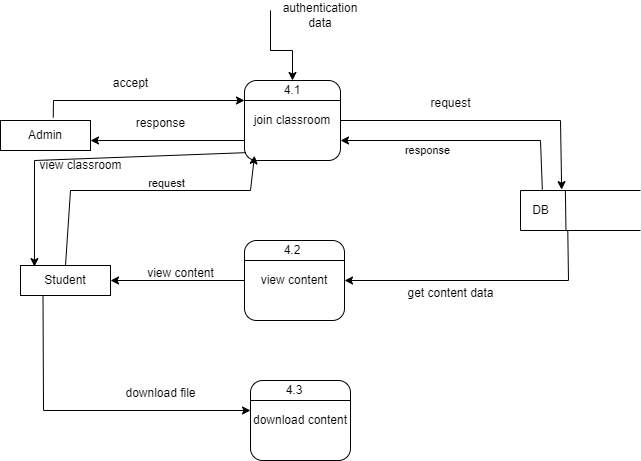 authentication
data
4.1
accept
request
join classroom
response
Admin
response
view classroom
request
DB
4.2
view content
view content
Student
get content data
4.3
download file
download content